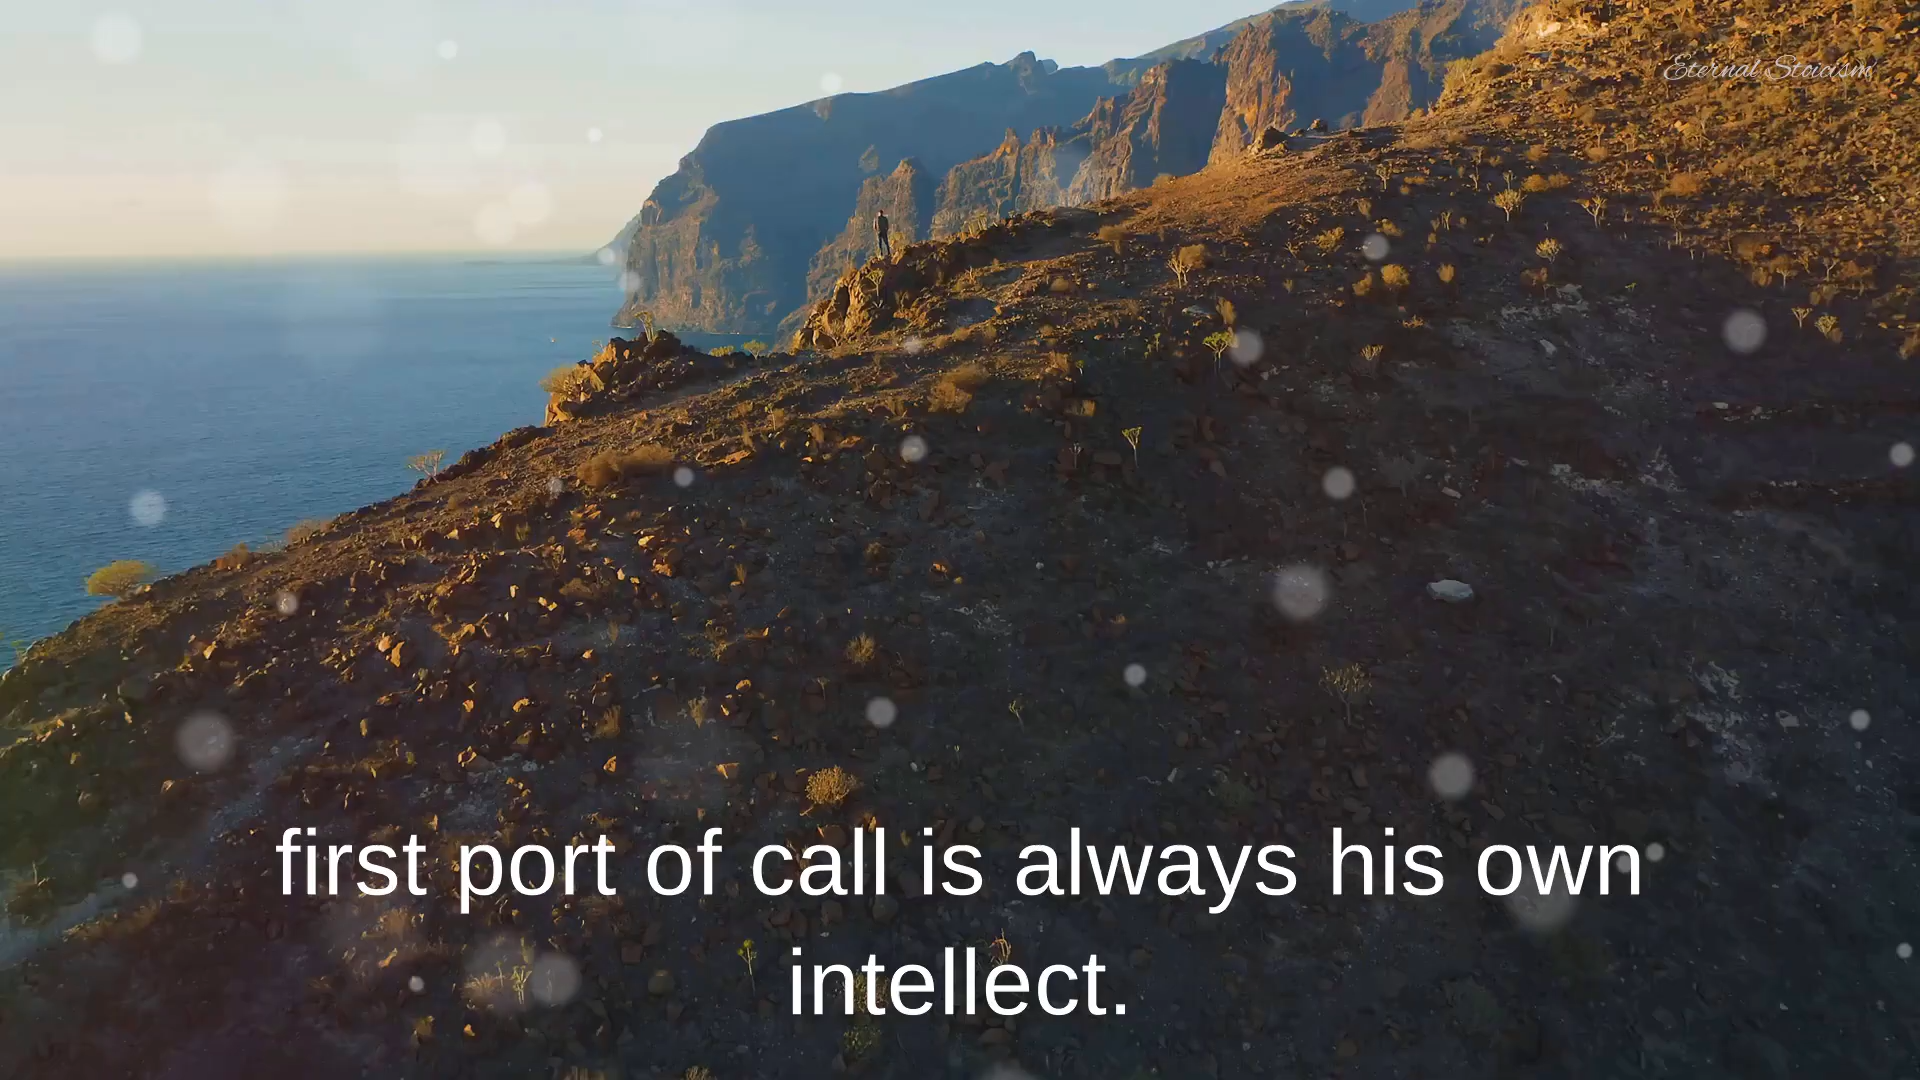 Eternal Stoicism
first port of call is always his own
intellect.